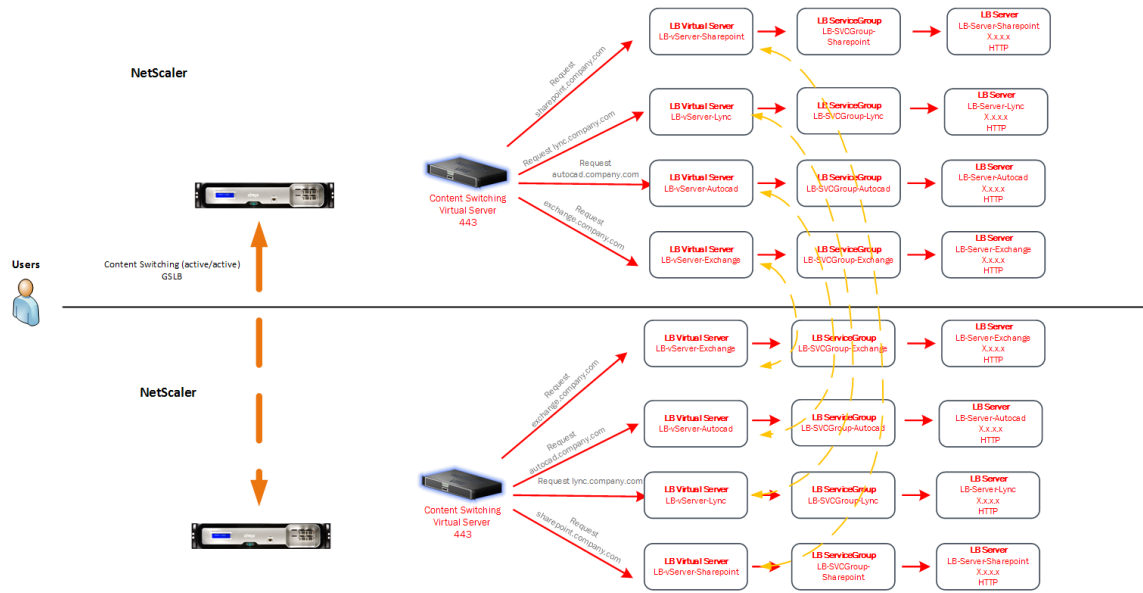 NetScaler
Users
Content Switching (active/active)
GSLB
Content Switching
Virtual Server
443
Request
sharepoint.company.com
Request lync.company.com
Request
autocad.company.com
Request
exchange.company.com
LB Virtual Server
LB-vServer-Sharepoint
LB ServiceGroup
LB-SVCGroup-
Sharepoint
LB Server
LB-Server-Sharepoint
X.x.x.x
HTTP
LB Virtual Server
LB-vServer-Lync
LB ServiceGroup
LB-SVCGroup-Lync
LB Server
LB-Server-Lync
X.x.x.x
HTTP
LB Virtual Server
LB-vServer-Autocad
LB ServiceGroup
LB-SVCGroup-Autocad
LB Server
LB-Server-Autocad
X.x.x.x
HTTP
LB Virtual Server
LB-vServer-Exchange
LB ServiceGroup
LB-SVCGroup-Exchange
LB Server
LB-Server-Exchange
X.x.x.x
HTTP
NetScaler
Content Switching
Virtual Server
443
Request
exchange.company.com
Request
autocad.company.com
Request lync.company.com
Request
sharepoint.company.com
LB Virtual Server
LB-vServer-Exchange
LB ServiceGroup
LB-SVCGroup-Exchange
LB Server
LB-Server-Exchange
X.x.x.x
HTTP
LB Virtual Server
LB-vServer-Autocad
LB ServiceGroup
LB-SVCGroup-Autocad
LB Server
LB-Server-Autocad
X.x.x.x
HTTP
LB Virtual Server
LB-vServer-Lync
LB ServiceGroup
LB-SVCGroup-Lync
LB Server
LB-Server-Lync
X.x.x.x
HTTP
LB Virtual Server
LB-vServer-Sharepoint
LB ServiceGroup
LB-SVCGroup-
Sharepoint
LB Server
LB-Server-Sharepoint
X.x.x.x
HTTP